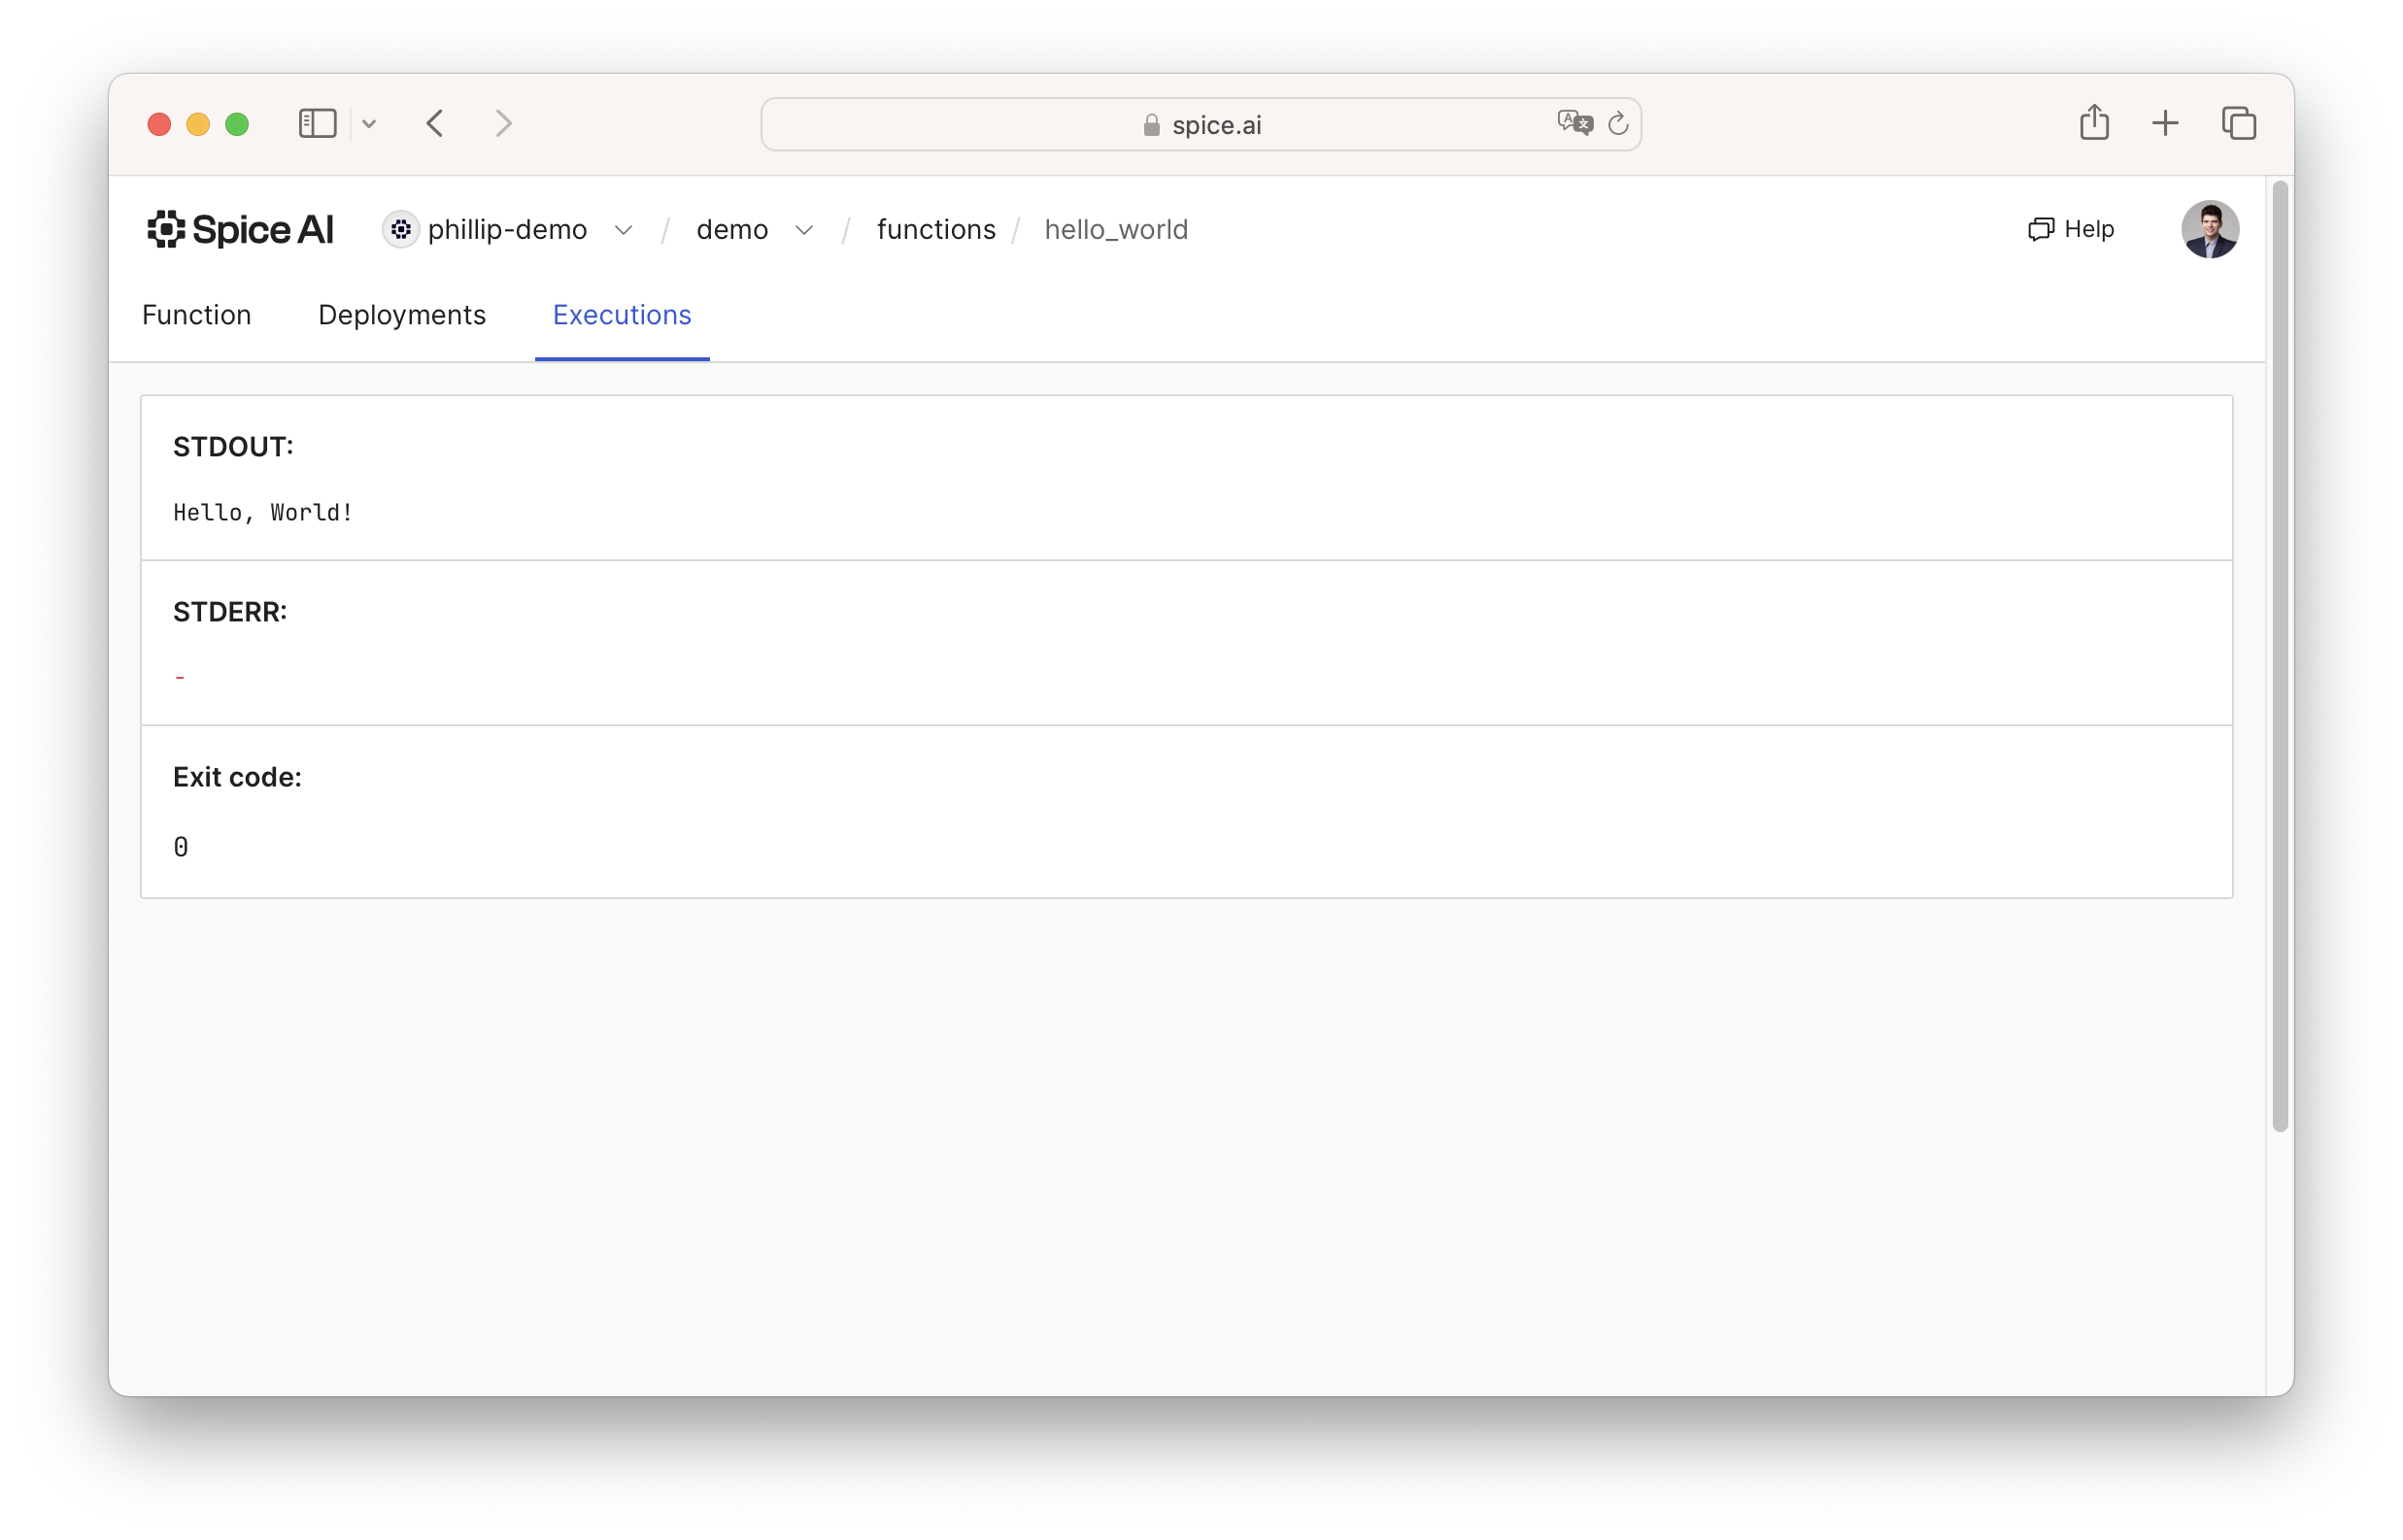 spice.ai
Spice AI phillip-demo / demo / functions / hello_world Help
Function Deployments Executions
STDOUT:
Hello, World!
STDERR:
-
Exit code:
0